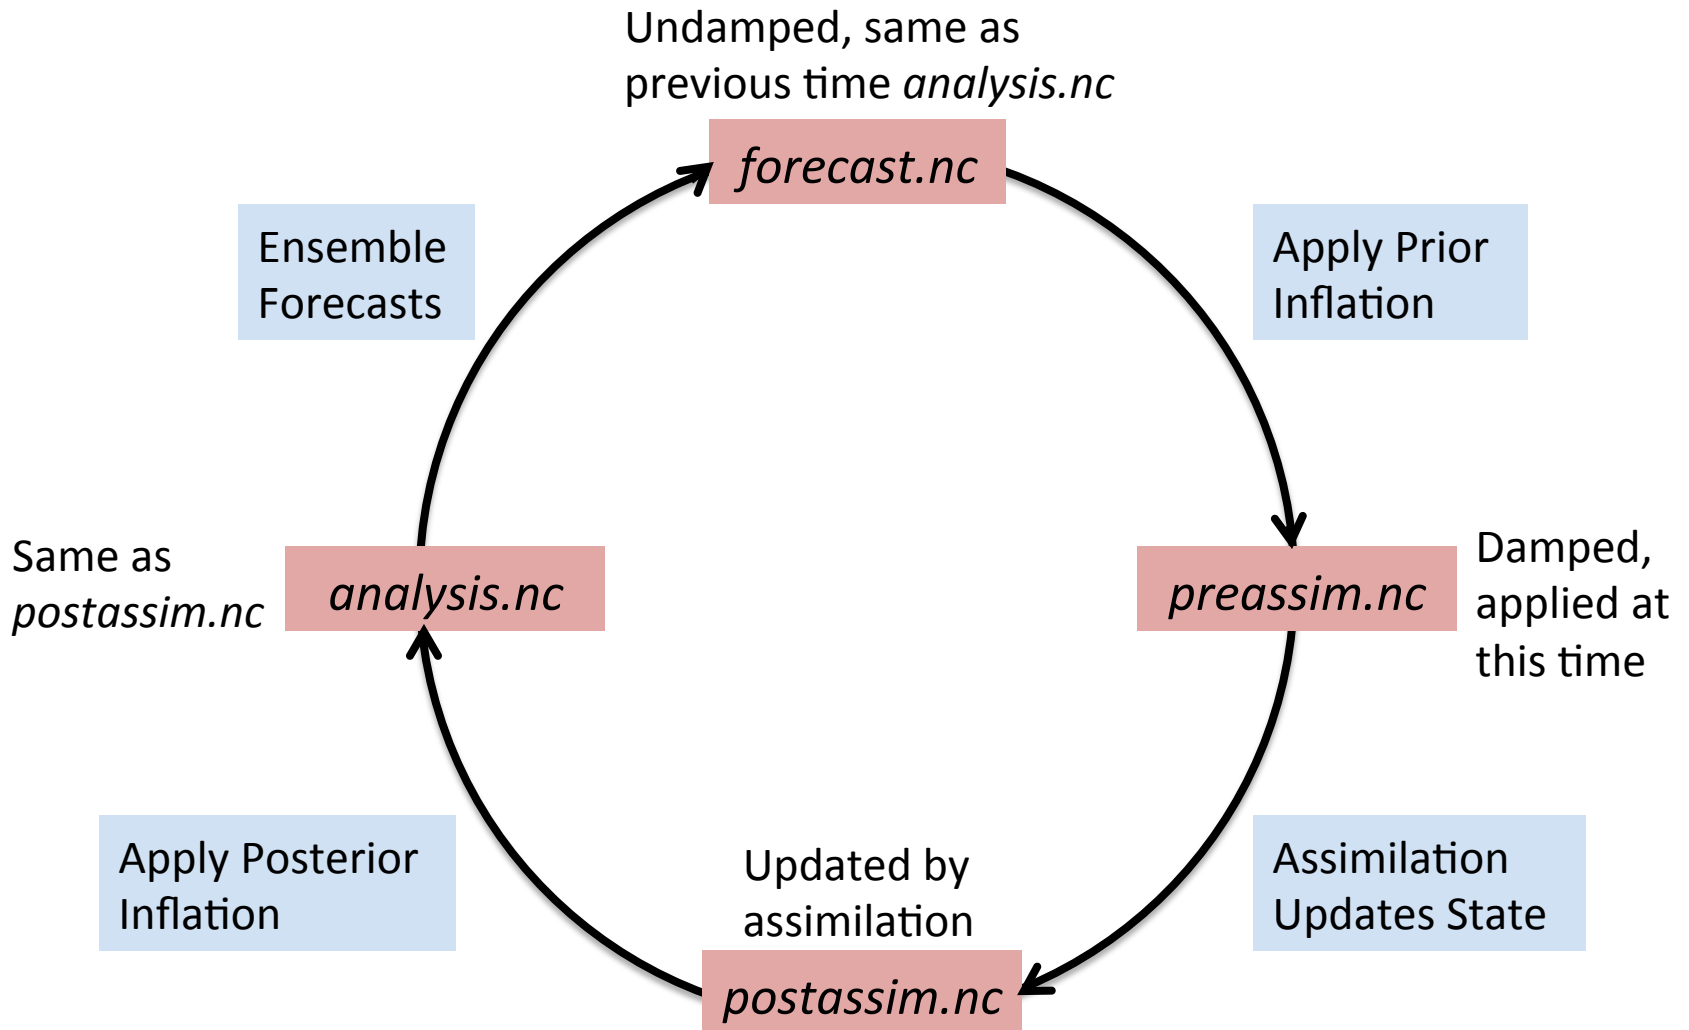 Undamped, same as
previous time analysis.nc
forecast.nc
Ensemble
Forecasts
Apply Prior
Inflation
Same as
postassim.nc
analysis.nc
preassim.nc
Damped,
applied at
this time
Apply Posterior
Inflation
Updated by
assimilation
Assimilation
Updates State
postassim.nc